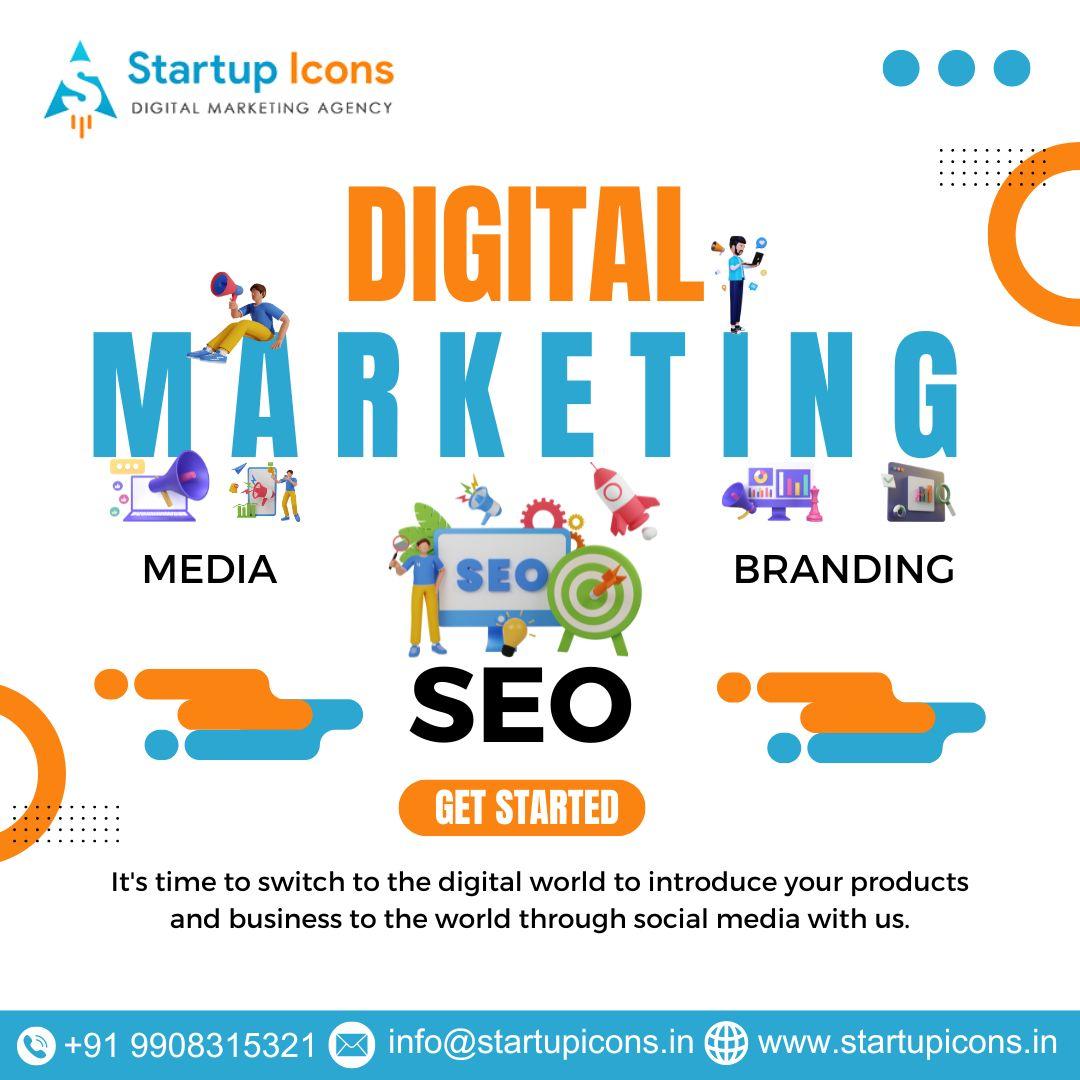 Startup Icons
DIGITAL MARKETING AGENCY
DIGITAL
MARKETING
SEO
MEDIA
BRANDING
SEO
GET STARTED
It's time to switch to the digital world to introduce your products
and business to the world through social media with us.
+91 9908315321 info@startupicons.in www.startupicons.in